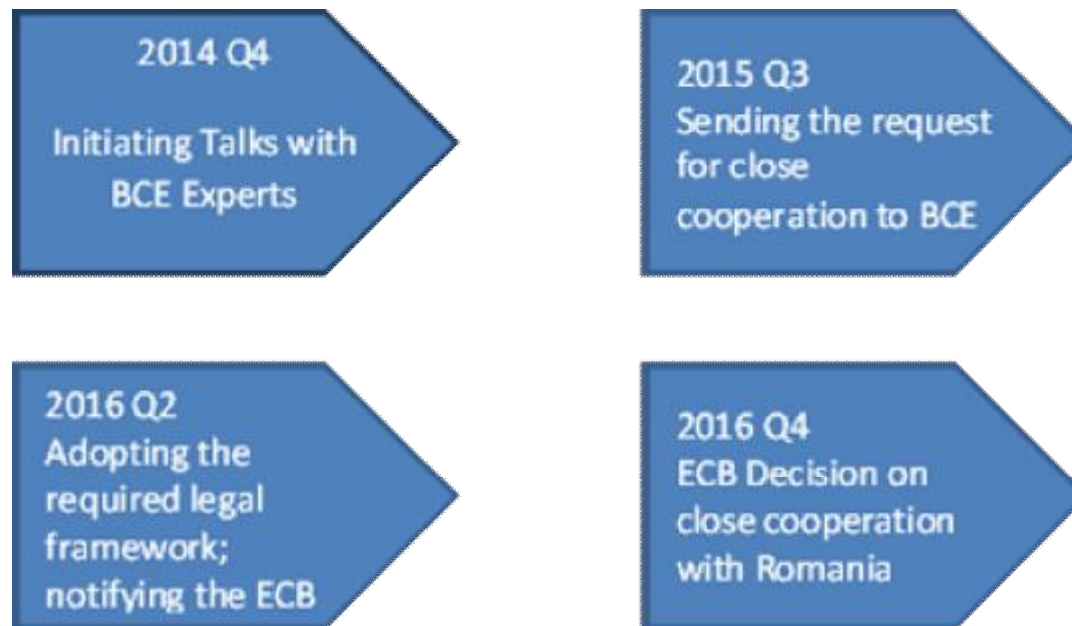 2014 Q4
Initiating Talks with
BCE Experts
2015 Q3
Sending the request
for close
cooperation to BCE
2016 Q2
Adopting the
required legal
framework;
notifying the ECB
2016 Q4
ECB Decision on
close cooperation
with Romania